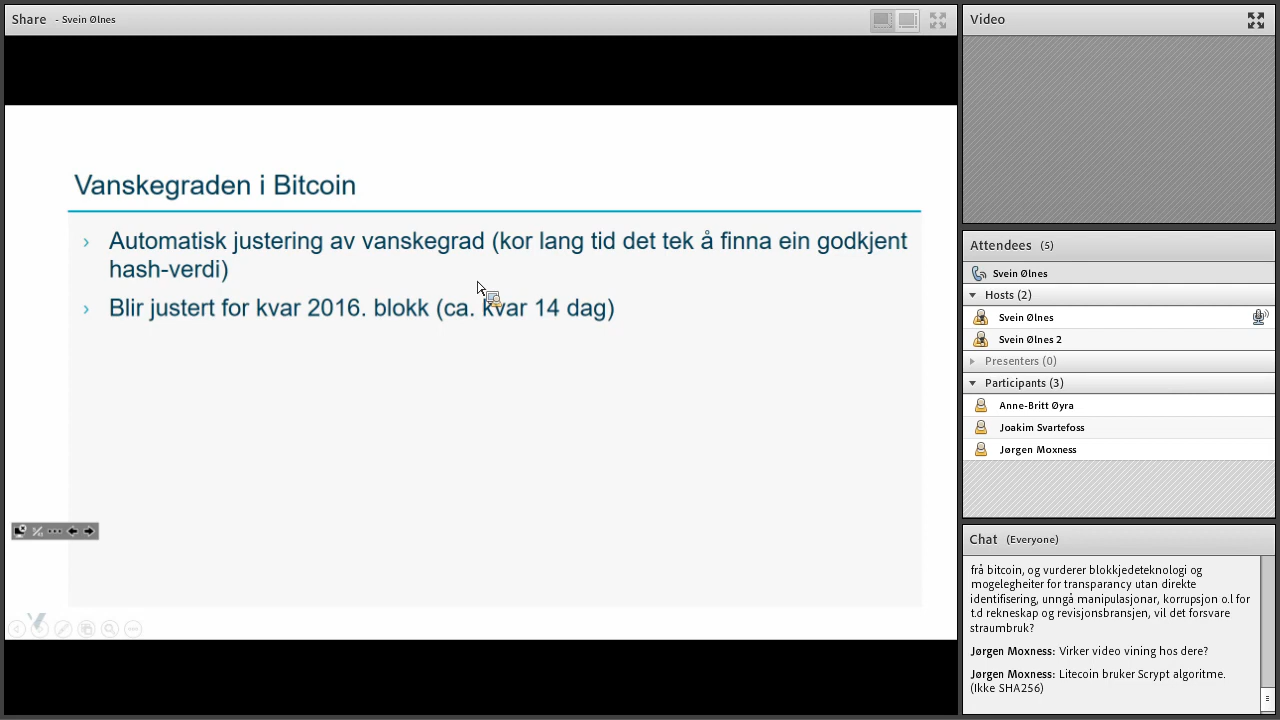 Share - Svein Ølnes
Vanskegraden i Bitcoin
› Automatisk justering av vanskegrad (kor lang tid det tek å finna ein godkjent
hash-verdi)
› Blir justert for kvar 2016. blokk (ca. kvar 14 dag)
Video
Attendees (5)
Svein Ølnes
Hosts (2)
Svein Ølnes
Svein Ølnes 2
Presenters (0)
Participants (3)
Anne-Britt Øyra
Joakim Svartefoss
Jørgen Moxness
Chat (Everyone)
frå bitcoin, og vurderer blokkjedeteknologi og
mogelegheiter for transparancy utan direkte
identifisering, unngå manipulasjonar, korrupsjon o.l for
t.d rekneskap og revisjonsbransjen, vil det forsvare
straumbruk?
Jørgen Moxness: Virker video vining hos dere?
Jørgen Moxness: Litecoin bruker Scrypt algoritme.
(Ikke SHA256)